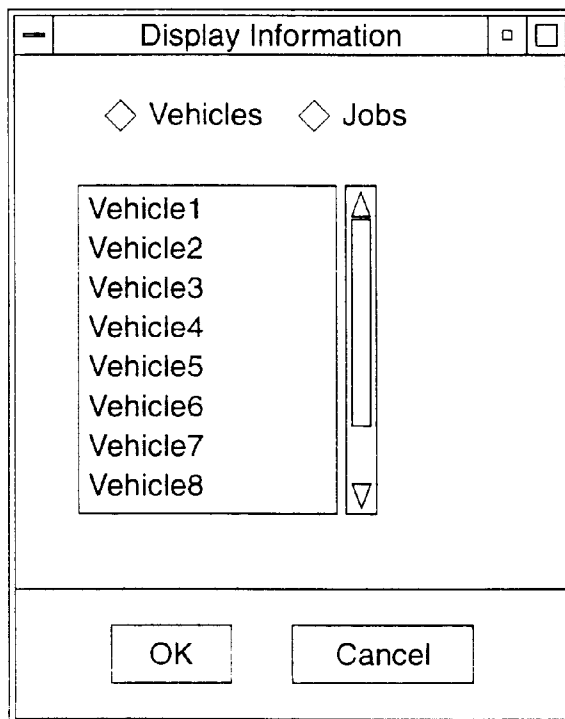 Display Information
Vehicles Jobs
Vehicle1
Vehicle2
Vehicle3
Vehicle4
Vehicle5
Vehicle6
Vehicle7
Vehicle8
OK Cancel